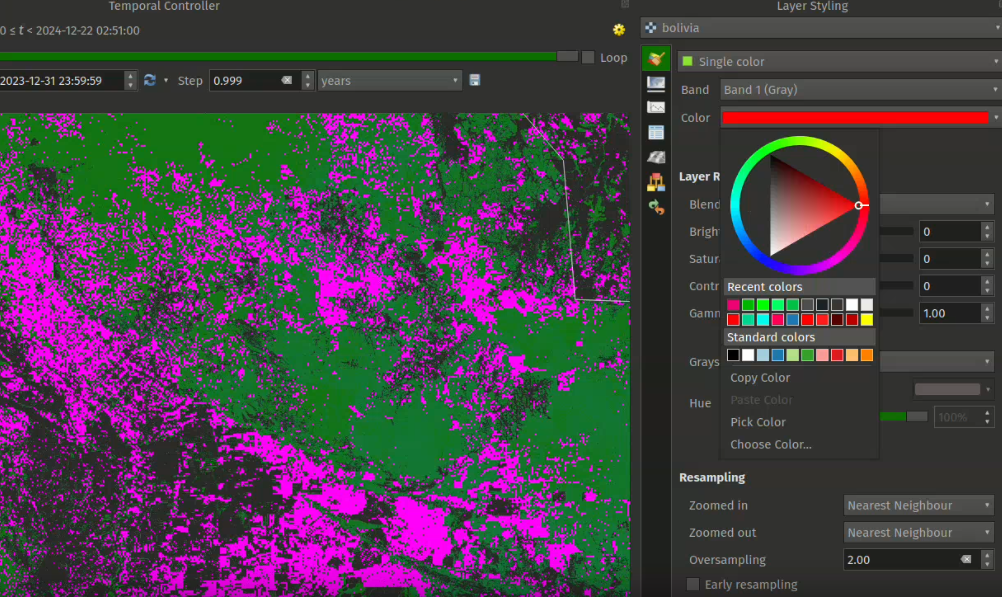 Temporal Controller
Layer Styling
0 ≤ t < 2024-12-22 02:51:00
bolivia
Loop
Single color
2023-12-31 23:59:59
Step
0.999
years
Band
Band 1 (Gray)
Color
Layer R
Blend
Bright
0
Satura
0
Contr
0
Gamm
1.00
Recent colors
Standard colors
Grays
Copy Color
Paste Color
Hue
Pick Color
100%
Choose Color...
Resampling
Zoomed in
Nearest Neighbour
Zoomed out
Nearest Neighbour
Oversampling
2.00
Early resampling